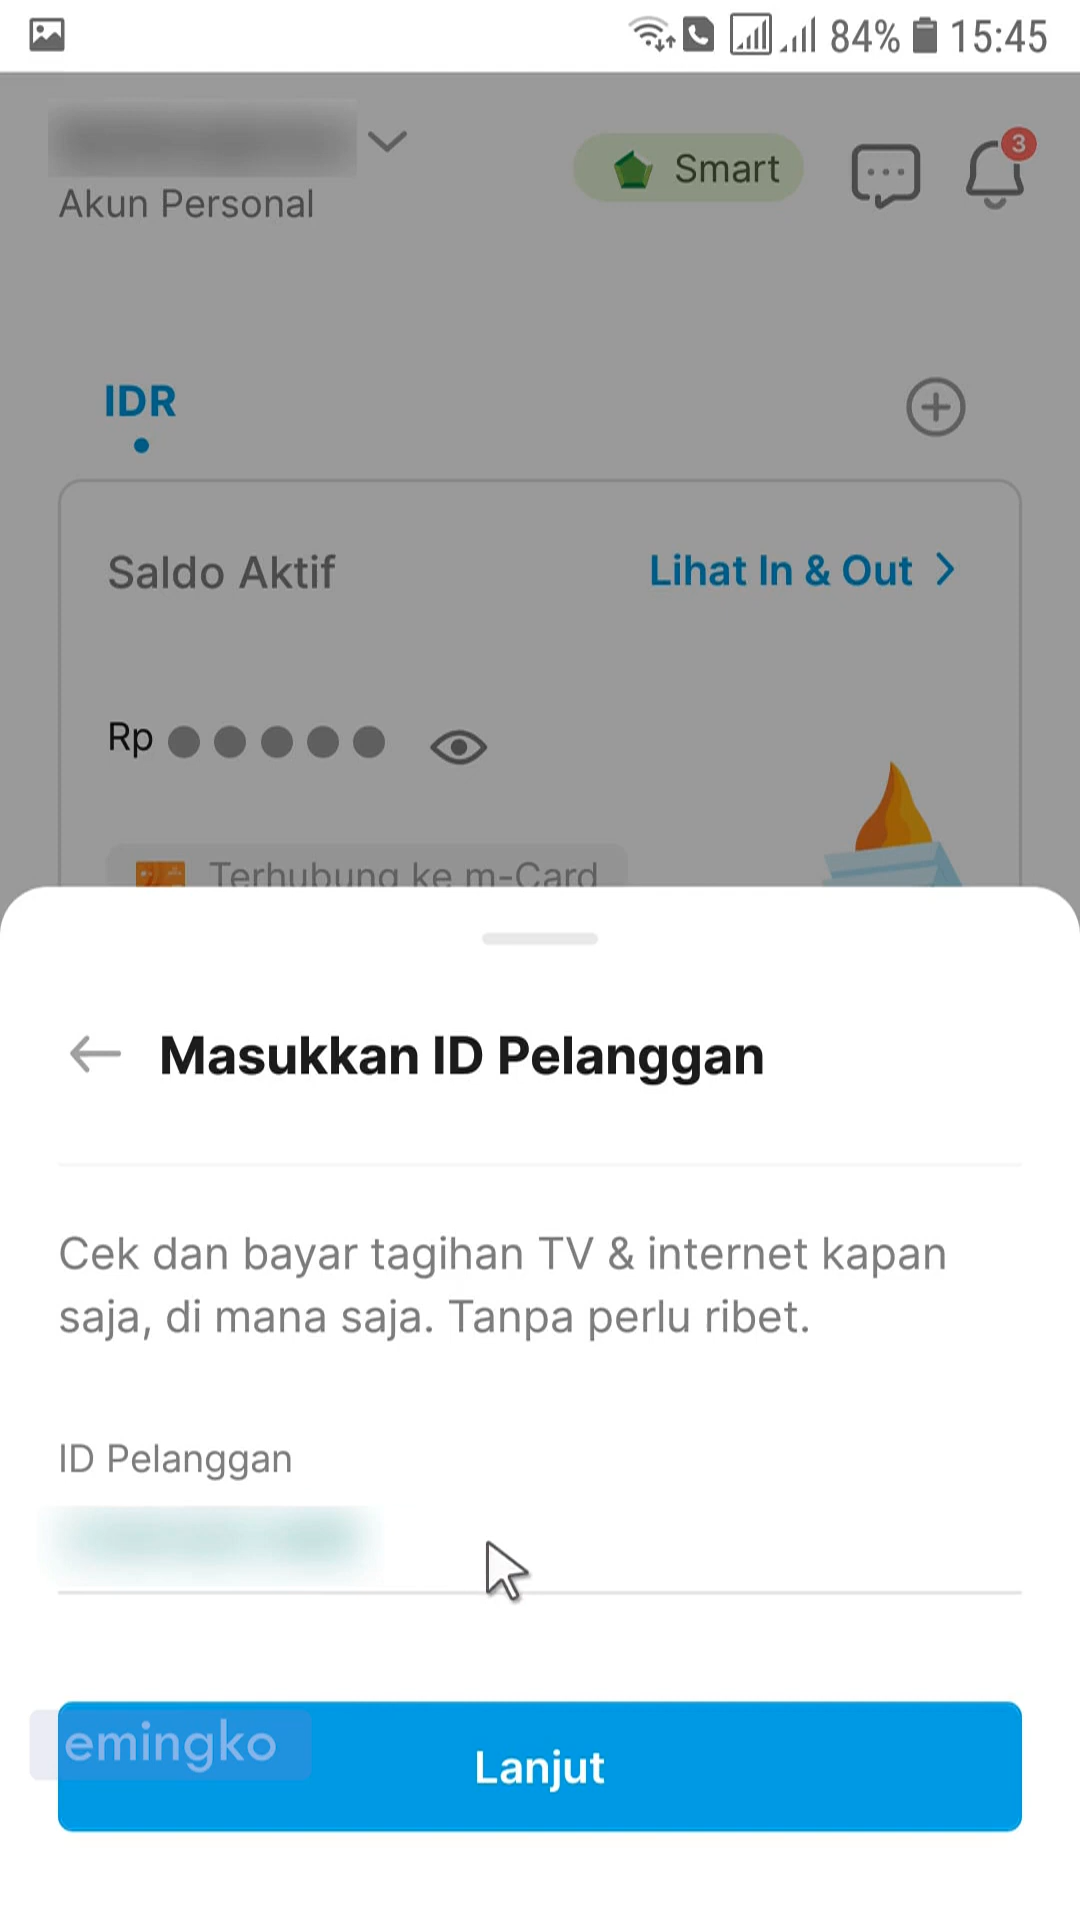 84% 15:45
Akun Personal
Smart
3
IDR
Saldo Aktif
Lihat In & Out
Rp
Terhubung ke m-Card
Masukkan ID Pelanggan
Cek dan bayar tagihan TV & internet kapan
saja, di mana saja. Tanpa perlu ribet.
ID Pelanggan
emingko
Lanjut